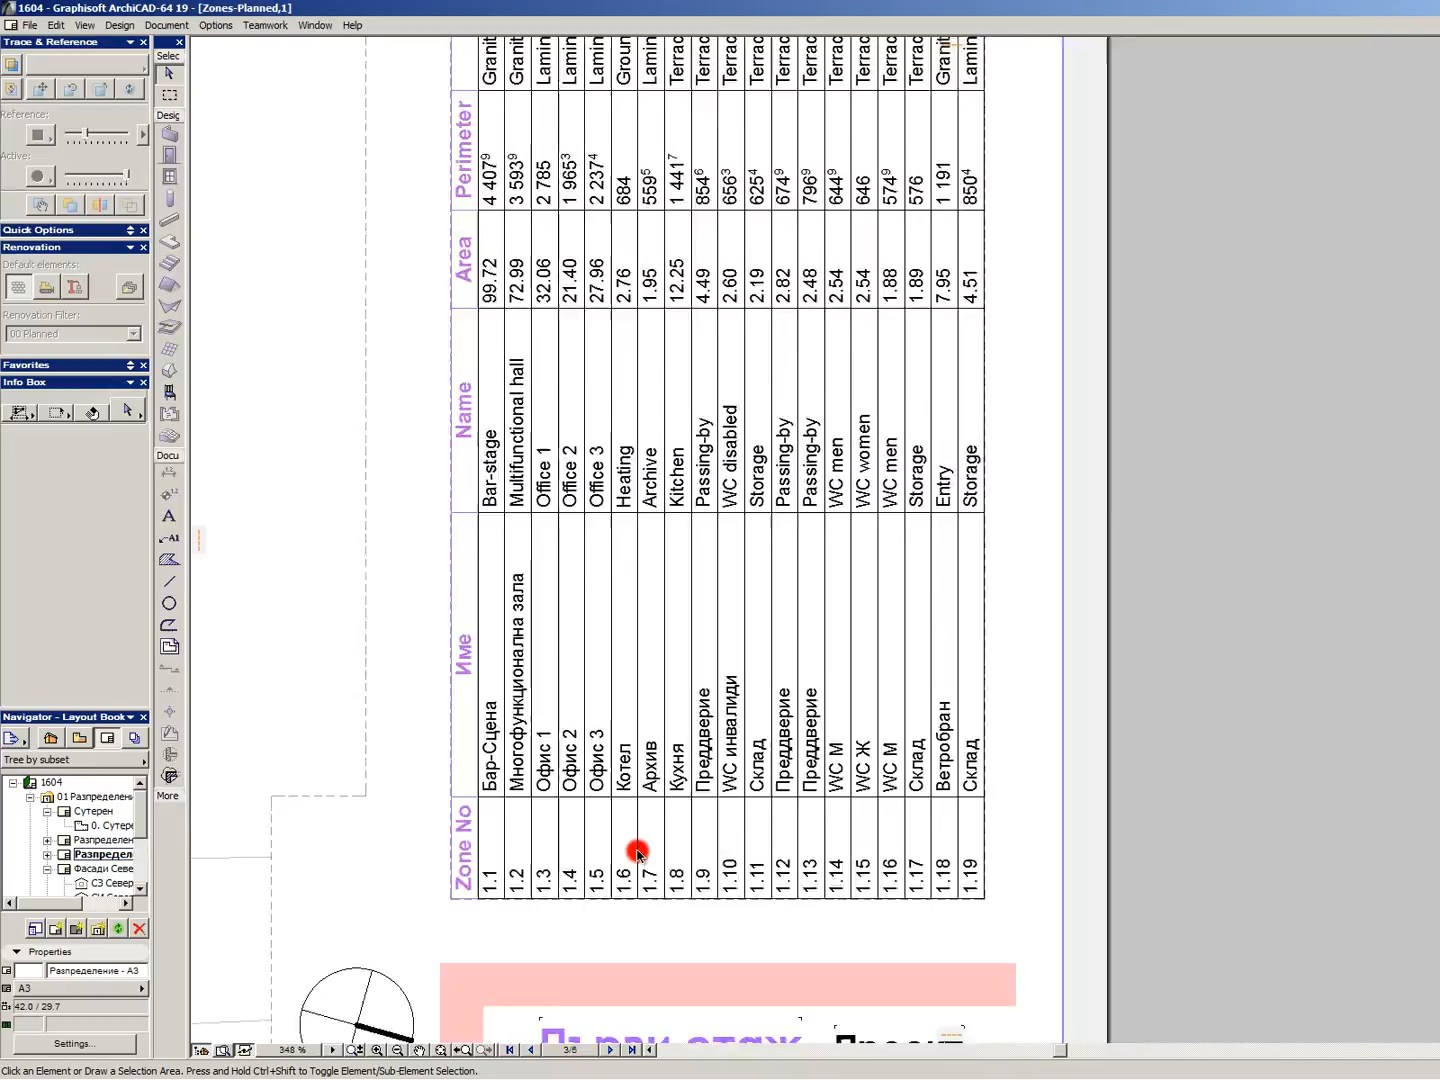 1604 - Graphisoft ArchiCAD-64 19 - [Zones-Planned,1]
File Edit View Design Document Options Teamwork Window Help
Trace & Reference
Reference:
Active:
Quick Options
Renovation
Default elements:
Renovation Filter:
00 Planned
Favorites
Info Box
Selec
Desig
Docu
A
A1
More
Navigator - Layout Book
Tree by subset
1604
01 Разпределен
Сутерен
0. Сутере
Разпределен
Разпредел
Фасади Севе
СЗ Север
Properties
Разпределение - А3
A3
42.0 / 29.7
Settings...
Zone No Име Name Area Perimeter
1.1 Бар-Сцена Bar-stage 99.72 4 407⁹ Granit
1.2 Многофункционална зала Multifunctional hall 72.99 3 593⁹ Granit
1.3 Офис 1 Office 1 32.06 2 785 Lamin
1.4 Офис 2 Office 2 21.40 1 965³ Lamin
1.5 Офис 3 Office 3 27.96 2 237⁴ Lamin
1.6 Котел Heating 2.76 684 Groun
1.7 Архив Archive 1.95 559⁵ Lamin
1.8 Кухня Kitchen 12.25 1 441⁷ Terrac
1.9 Преддверие Passing-by 4.49 854⁶ Terrac
1.10 WC инвалиди WC disabled 2.60 656³ Terrac
1.11 Склад Storage 2.19 625⁴ Terrac
1.12 Преддверие Passing-by 2.82 674⁹ Terrac
1.13 Преддверие Passing-by 2.48 796⁹ Terrac
1.14 WC М WC men 2.54 644⁹ Terrac
1.15 WC Ж WC women 2.54 646 Terrac
1.16 WC М WC men 1.88 574⁹ Terrac
1.17 Склад Storage 1.89 576 Terrac
1.18 Ветробран Entry 7.95 1 191 Granit
1.19 Склад Storage 4.51 850⁴ Lamin
Първи етаж
348 %
3/5
Click an Element or Draw a Selection Area. Press and Hold Ctrl+Shift to Toggle Element/Sub-Element Selection.